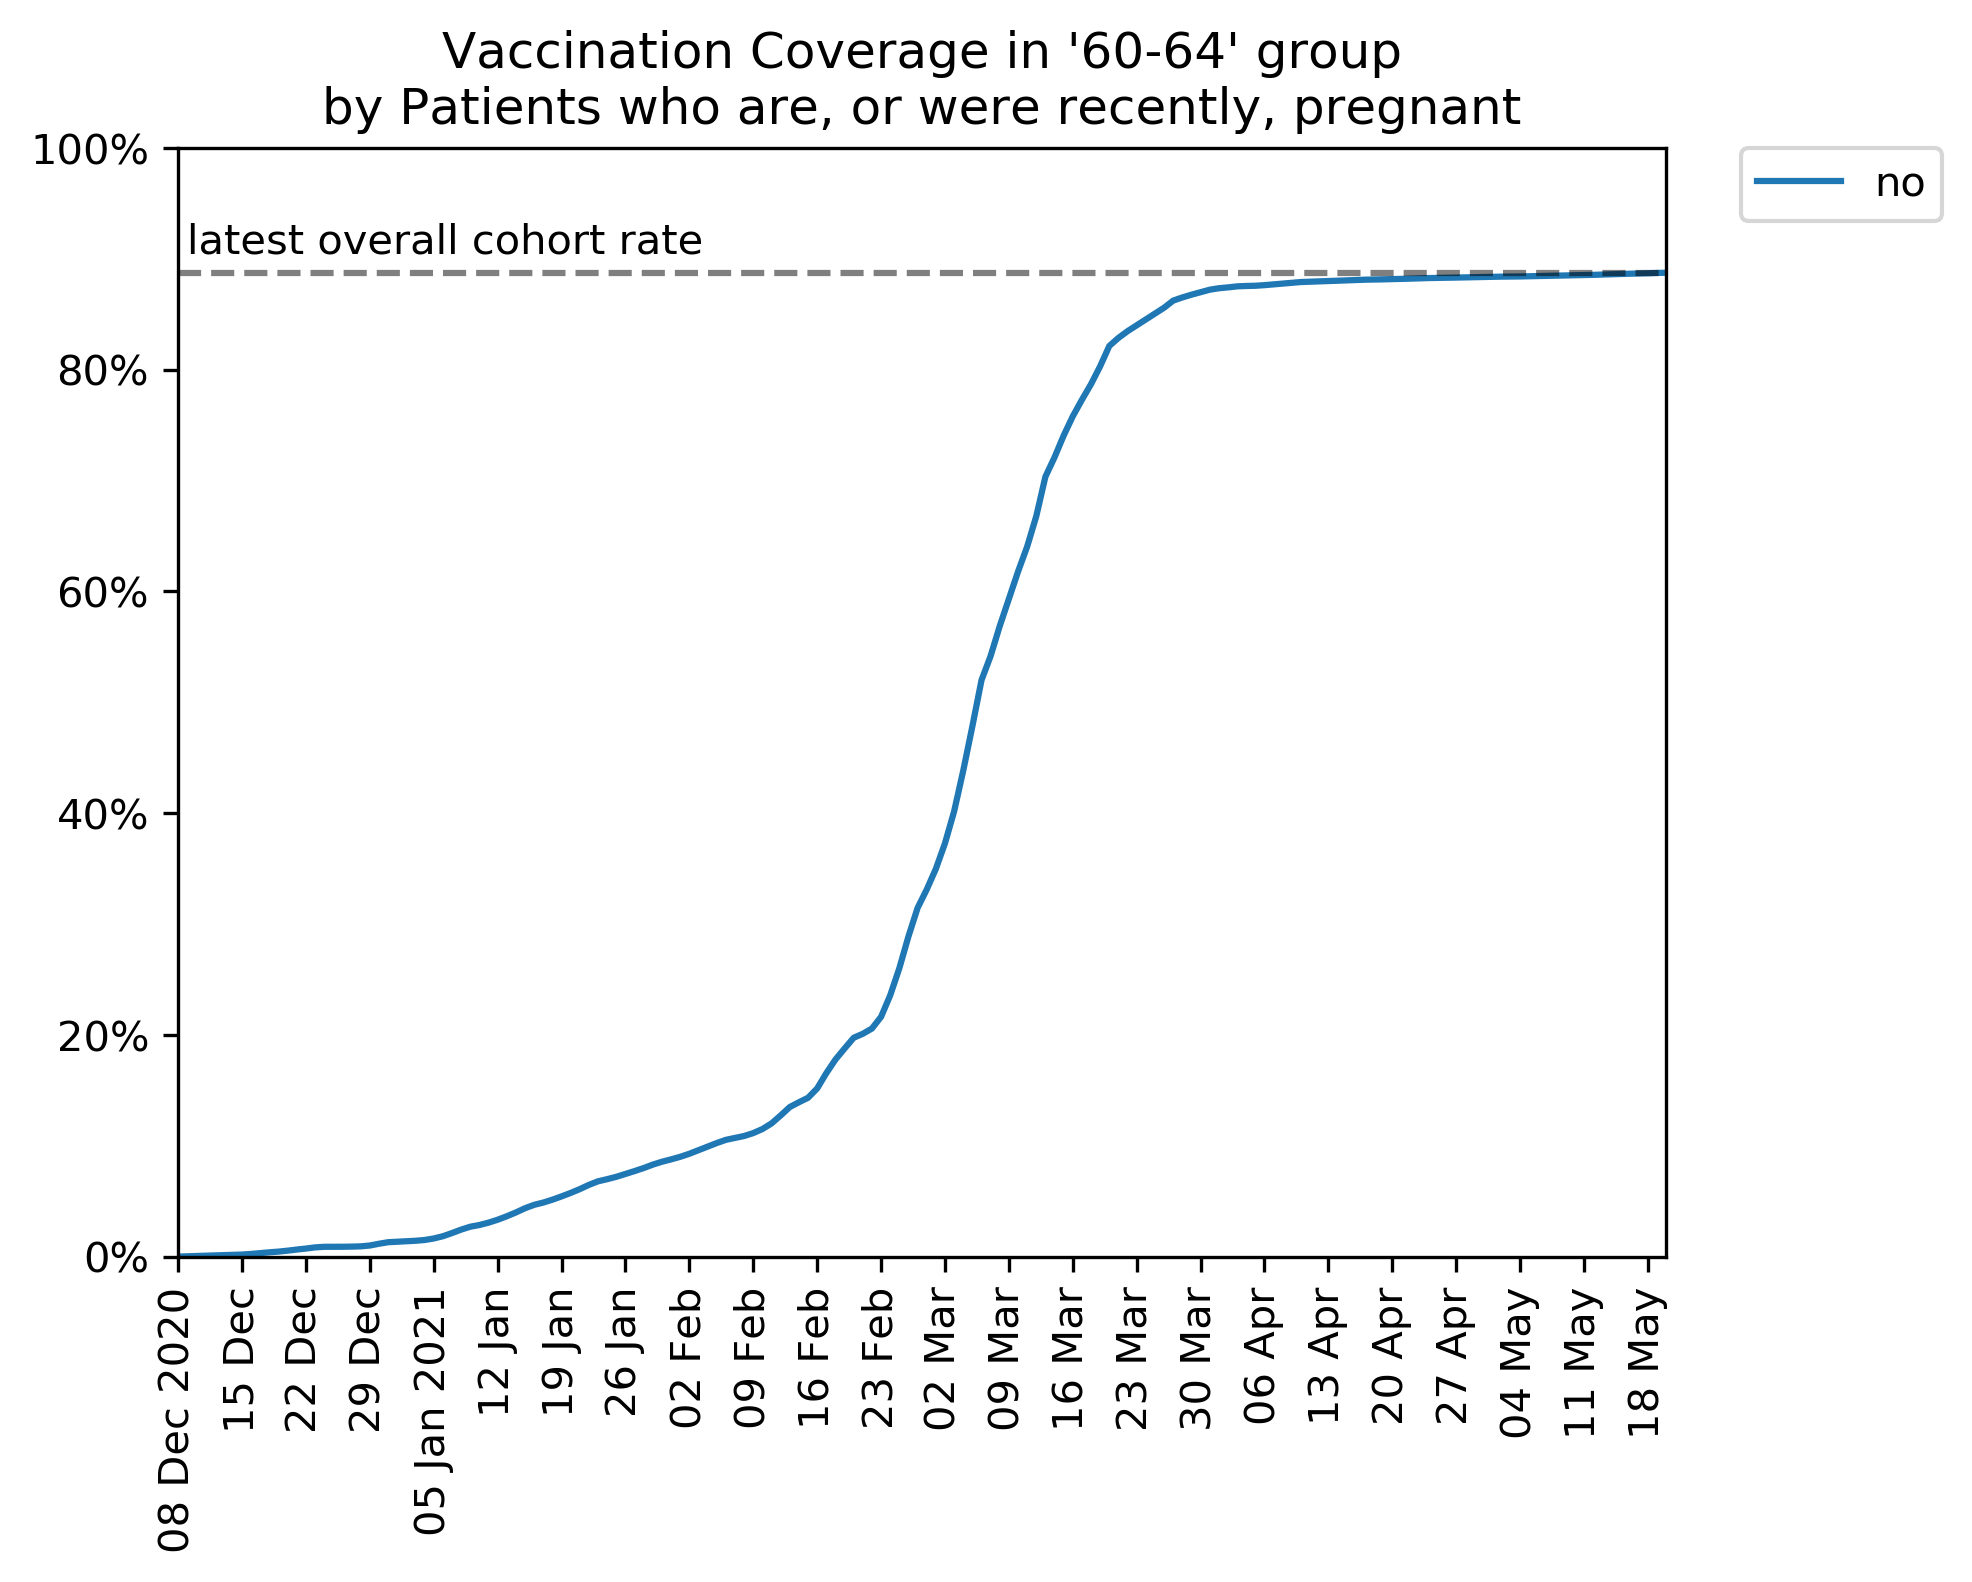 Vaccination Coverage in '60-64' group
by Patients who are, or were recently, pregnant
100%
80%
60%
40%
20%
0%
latest overall cohort rate
no
08 Dec 2020
15 Dec
22 Dec
29 Dec
05 Jan 2021
12 Jan
19 Jan
26 Jan
02 Feb
09 Feb
16 Feb
23 Feb
02 Mar
09 Mar
16 Mar
23 Mar
30 Mar
06 Apr
13 Apr
20 Apr
27 Apr
04 May
11 May
18 May